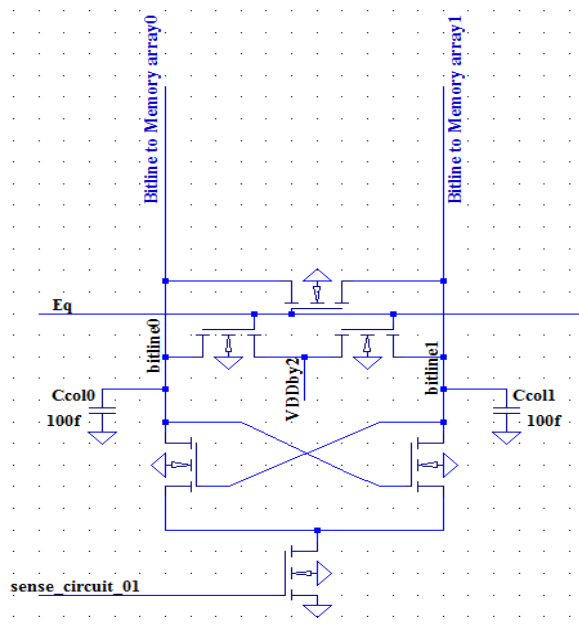 Bitline to Memory array0
Bitline to Memory array1
Eq
bitline0
bitline1
VDDby2
Ccol0
100f
Ccol1
100f
sense_circuit_01